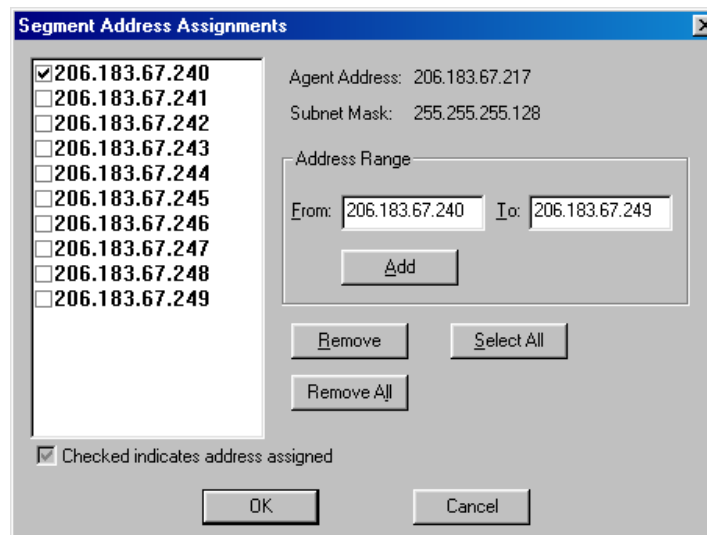 Segment Address Assignments
206.183.67.240
206.183.67.241
206.183.67.242
206.183.67.243
206.183.67.244
206.183.67.245
206.183.67.246
206.183.67.247
206.183.67.248
206.183.67.249
Agent Address: 206.183.67.217
Subnet Mask: 255.255.255.128
Address Range
From: 206.183.67.240 To: 206.183.67.249
Add
Remove Select All
Remove All
Checked indicates address assigned
OK Cancel